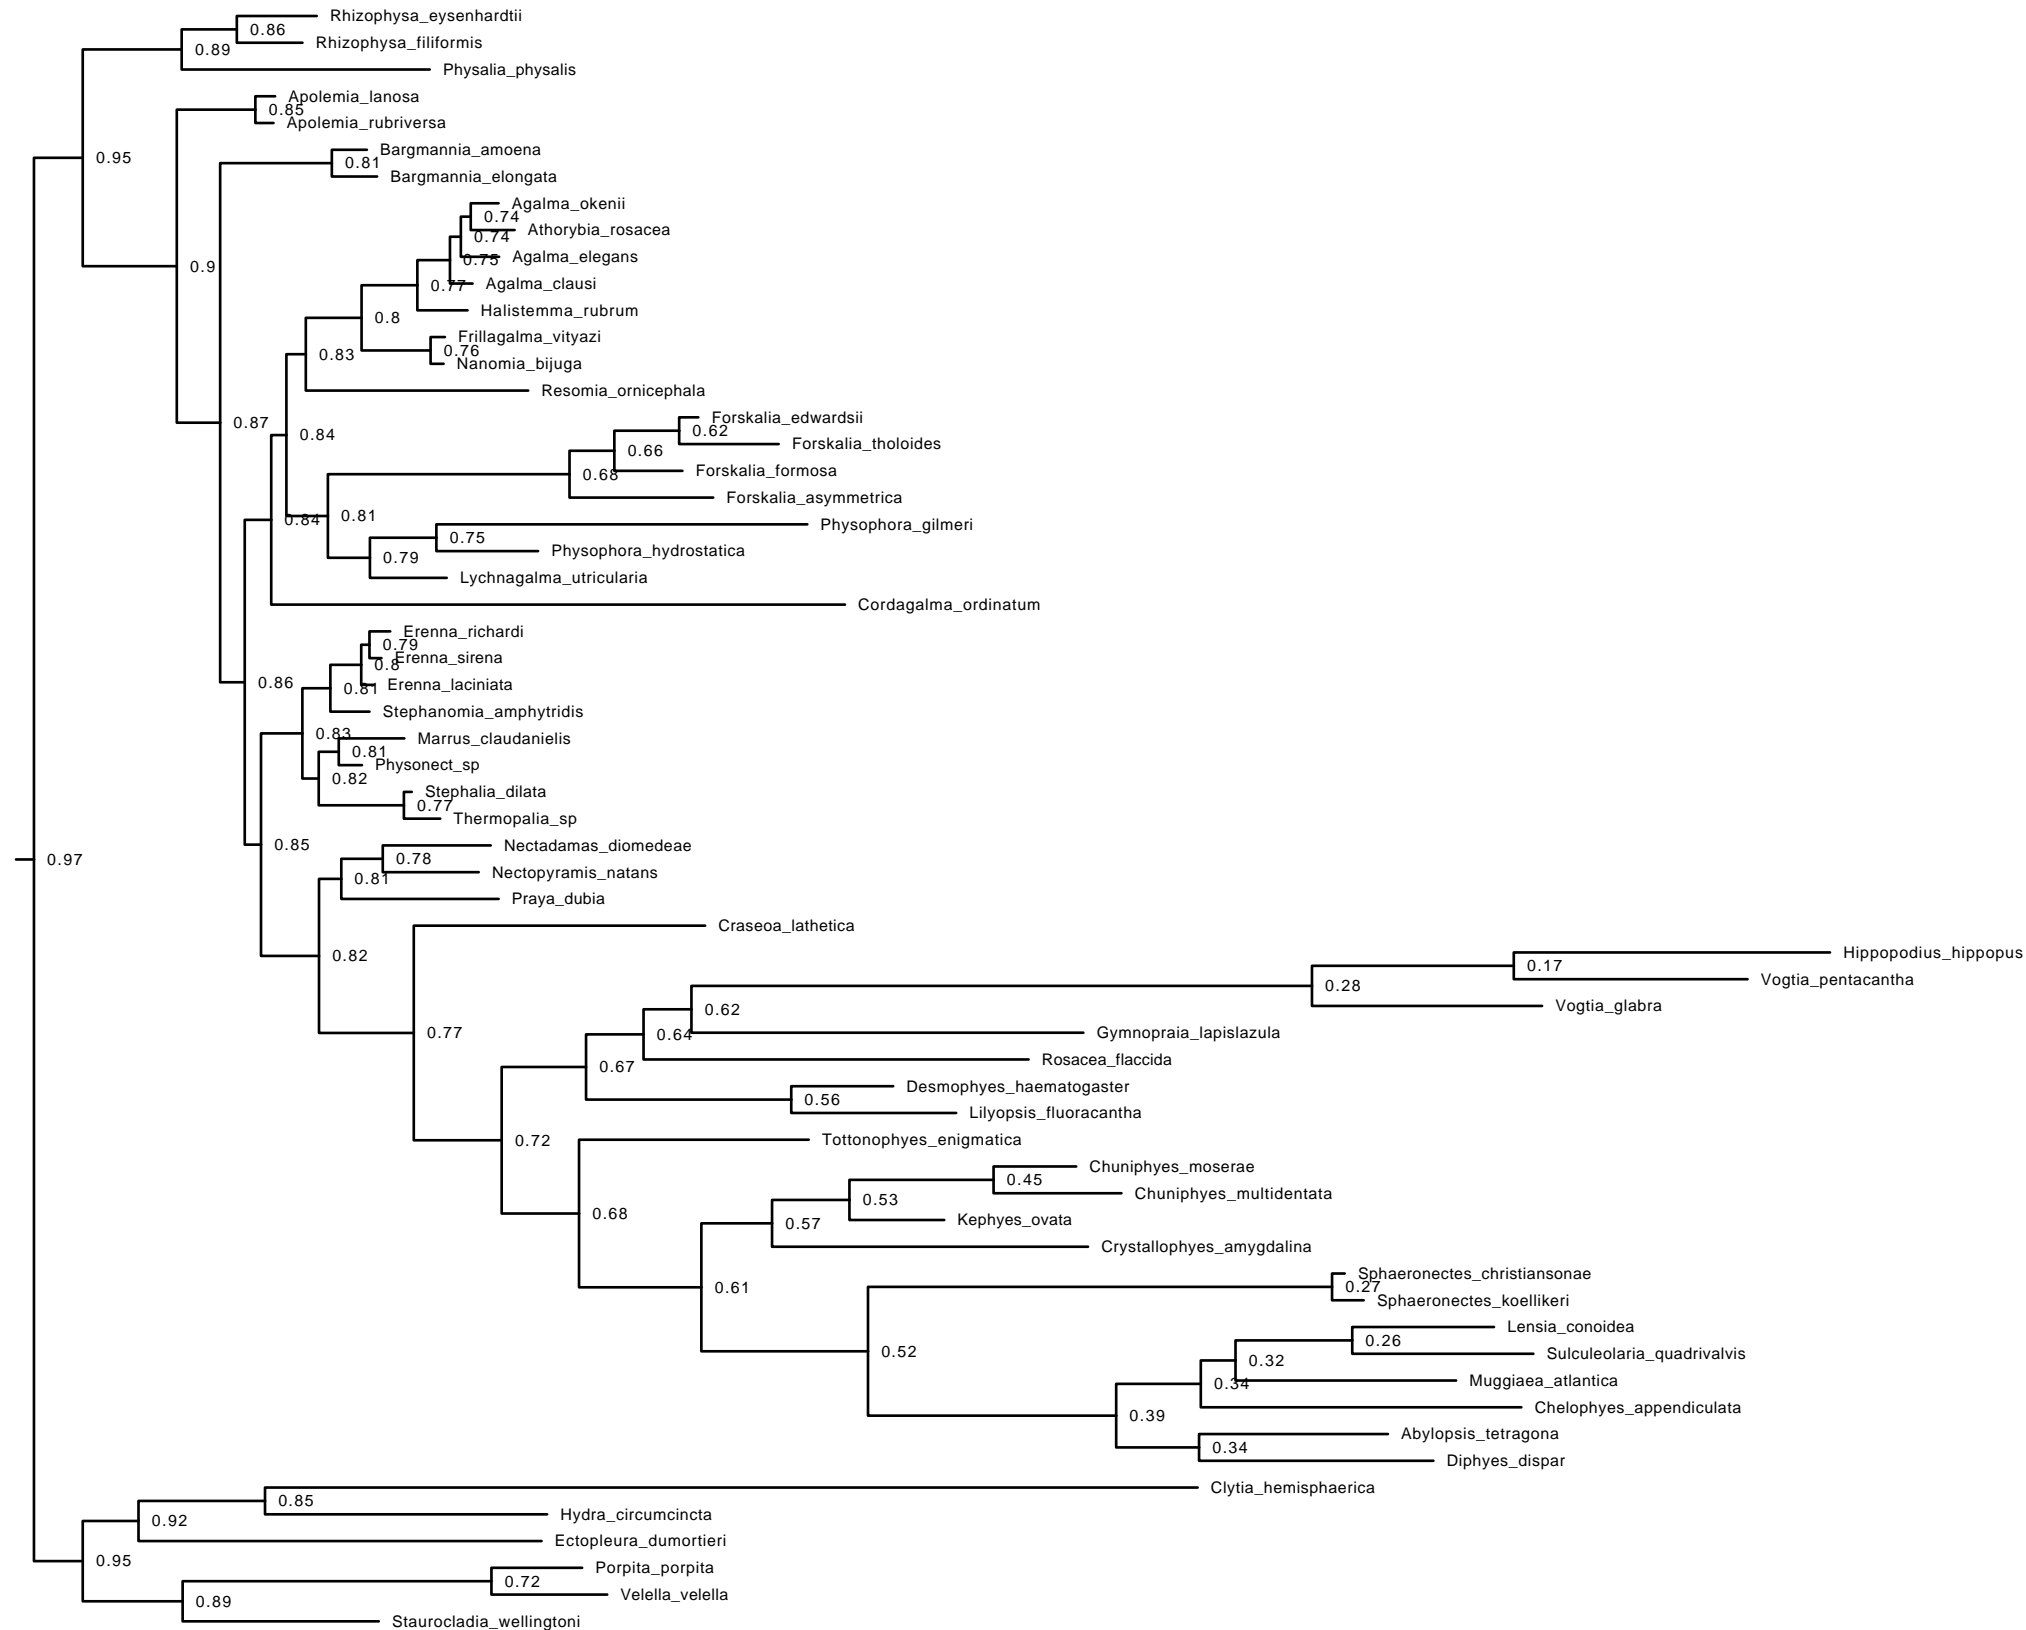 Rhizophysa_eysenhardtii
0.86
Rhizophysa_filiformis
0.89
Physalia_physalis
Apolemia_lanosa
0.85
Apolemia_rubriversa
Bargmannia_amoena
0.95
0.81
Bargmannia_elongata
Agalma_okenii
0.74
Athorybia_rosacea
0.74
Agalma_elegans
0.75
0.9
Agalma_clausi
0.77
Halistemma_rubrum
0.8
Frillagalma_vityazi
0.76
0.83
Nanomia_bijuga
Resomia_ornicephala
Forskalia_edwardsii
0.87
0.62
0.84
Forskalia_tholoides
0.66
Forskalia_formosa
0.68
Forskalia_asymmetrica
0.84
0.81
Physophora_gilmeri
0.75
Physophora_hydrostatica
0.79
Lychnagalma_utricularia
Cordagalma_ordinatum
Erenna_richardi
0.79
Erenna_sirena
0.8
0.86
Erenna_laciniata
0.81
Stephanomia_amphytridis
0.83
Marrus_claudanielis
0.81
Physonect_sp
0.82
Stephalia_dilata
0.77
Thermopalia_sp
0.85
Nectadamas_diomedeae
0.97
0.78
Nectopyramis_natans
0.81
Praya_dubia
Craseoa_lathetica
0.82
Hippopodius_hippopus
0.17
Vogtia_pentacantha
0.28
Vogtia_glabra
0.62
0.77
0.64
Gymnopraia_lapislazula
Rosacea_flaccida
0.67
Desmophyes_haematogaster
0.56
Lilyopsis_fluoracantha
0.72
Tottonophyes_enigmatica
Chuniphyes_moserae
0.45
Chuniphyes_multidentata
0.53
0.68
Kephyes_ovata
0.57
Crystallophyes_amygdalina
Sphaeronectes_christiansonae
0.61
0.27
Sphaeronectes_koellikeri
Lensia_conoidea
0.26
0.52
Sulculeolaria_quadrivalvis
0.32
Muggiaea_atlantica
0.34
Chelophyes_appendiculata
0.39
Abylopsis_tetragona
0.34
Diphyes_dispar
Clytia_hemisphaerica
0.85
Hydra_circumcincta
0.92
Ectopleura_dumortieri
0.95
Porpita_porpita
0.72
Velella_velella
0.89
Staurocladia_wellingtoni